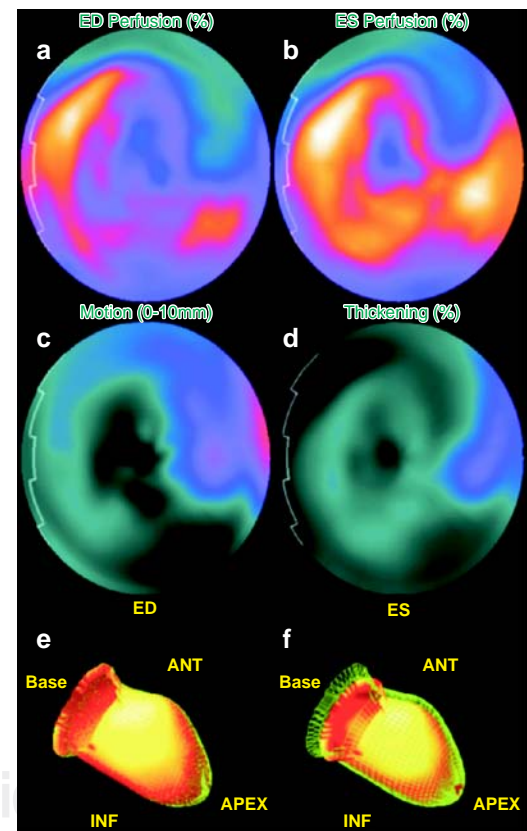 ED Perfusion (%) ES Perfusion (%)
a b
Motion (0-10mm) Thickening (%)
c d
ED ES
e f
ANT ANT
Base Base
APEX APEX
INF INF